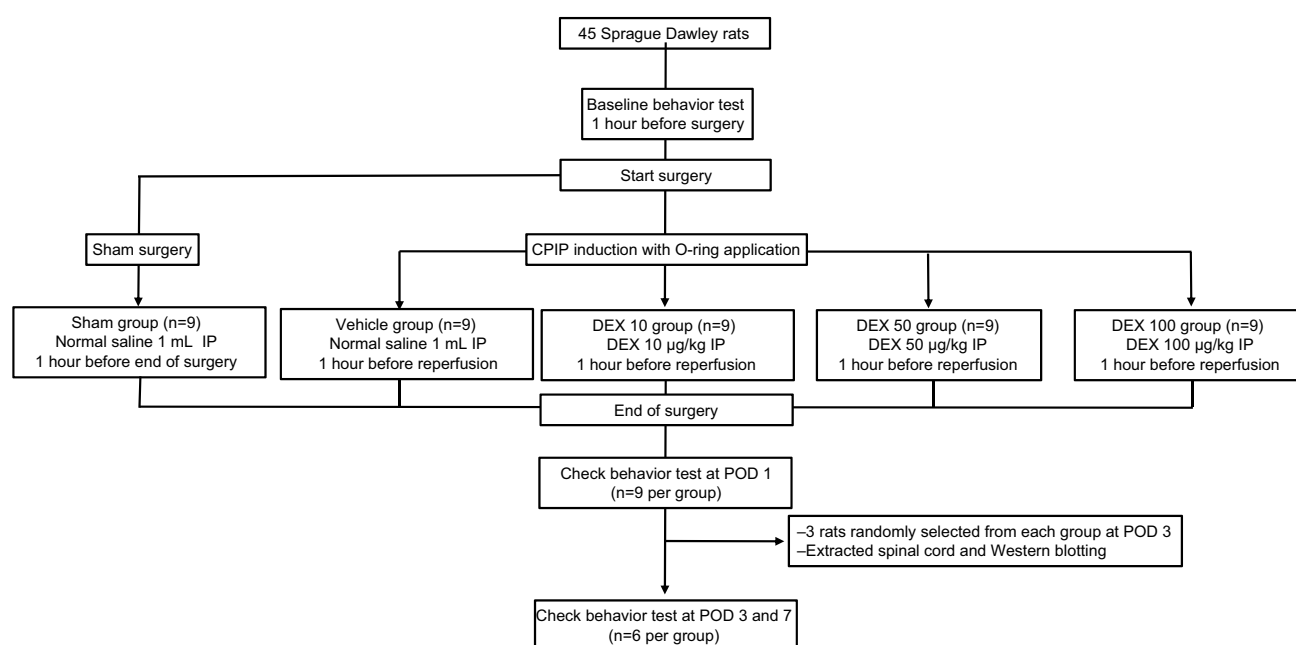 45 Sprague Dawley rats
Baseline behavior test
1 hour before surgery
Start surgery
Sham surgery
CPIP induction with O-ring application
Sham group (n=9)
Normal saline 1 mL IP
1 hour before end of surgery
Vehicle group (n=9)
Normal saline 1 mL IP
1 hour before reperfusion
DEX 10 group (n=9)
DEX 10 µg/kg IP
1 hour before reperfusion
DEX 50 group (n=9)
DEX 50 µg/kg IP
1 hour before reperfusion
DEX 100 group (n=9)
DEX 100 µg/kg IP
1 hour before reperfusion
End of surgery
Check behavior test at POD 1
(n=9 per group)
–3 rats randomly selected from each group at POD 3
–Extracted spinal cord and Western blotting
Check behavior test at POD 3 and 7
(n=6 per group)